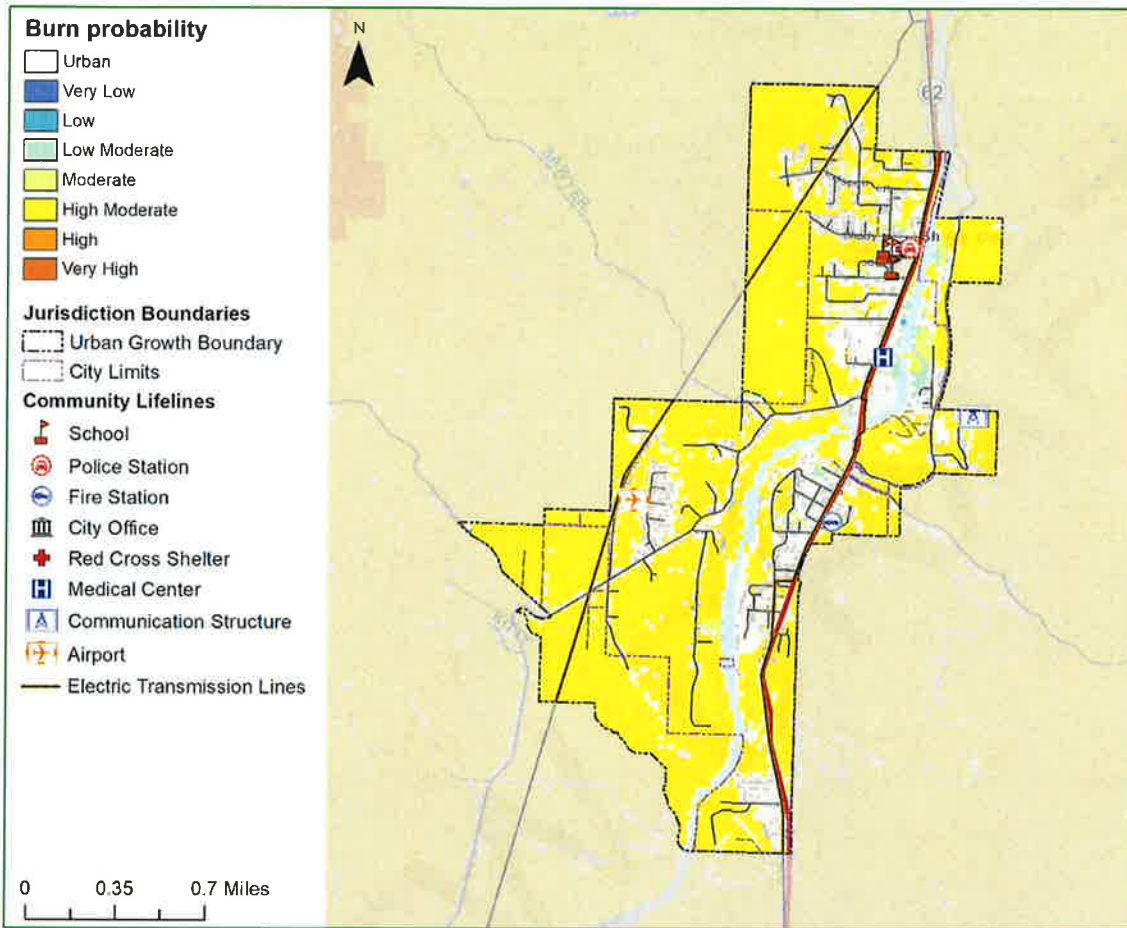 Burn probability
Urban
Very Low
Low
Low Moderate
Moderate
High Moderate
High
Very High
Jurisdiction Boundaries
Urban Growth Boundary
City Limits
Community Lifelines
School
Police Station
Fire Station
City Office
Red Cross Shelter
H Medical Center
Communication Structure
Airport
Electric Transmission Lines
0 0.35 0.7 Miles
N
62
SAWYER
H